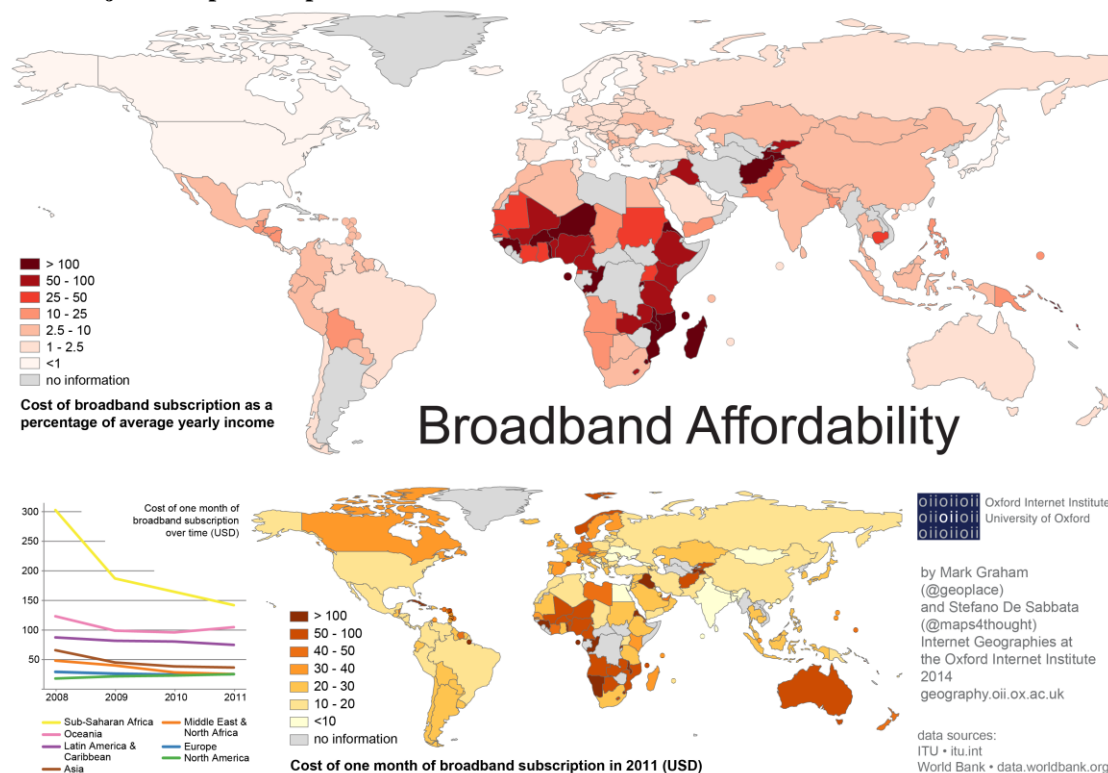 > 100
50 - 100
25 - 50
10 - 25
2.5 - 10
1 - 2.5
<1
no information
Cost of broadband subscription as a
percentage of average yearly income
Broadband Affordability
Cost of one month of
broadband subscription
over time (USD)
300
250
200
150
100
50
2008
2009
2010
2011
Sub-Saharan Africa
Oceania
Latin America &
Caribbean
Asia
Middle East &
North Africa
Europe
North America
> 100
50 - 100
40 - 50
30 - 40
20 - 30
10 - 20
<10
no information
Cost of one month of broadband subscription in 2011 (USD)
oiioiioii
oiioiioii
oiioiioii
Oxford Internet Institute
University of Oxford
by Mark Graham
(@geoplace)
and Stefano De Sabbata
(@maps4thought)
Internet Geographies at
the Oxford Internet Institute
2014
geography.oii.ox.ac.uk
data sources:
ITU • itu.int
World Bank • data.worldbank.org